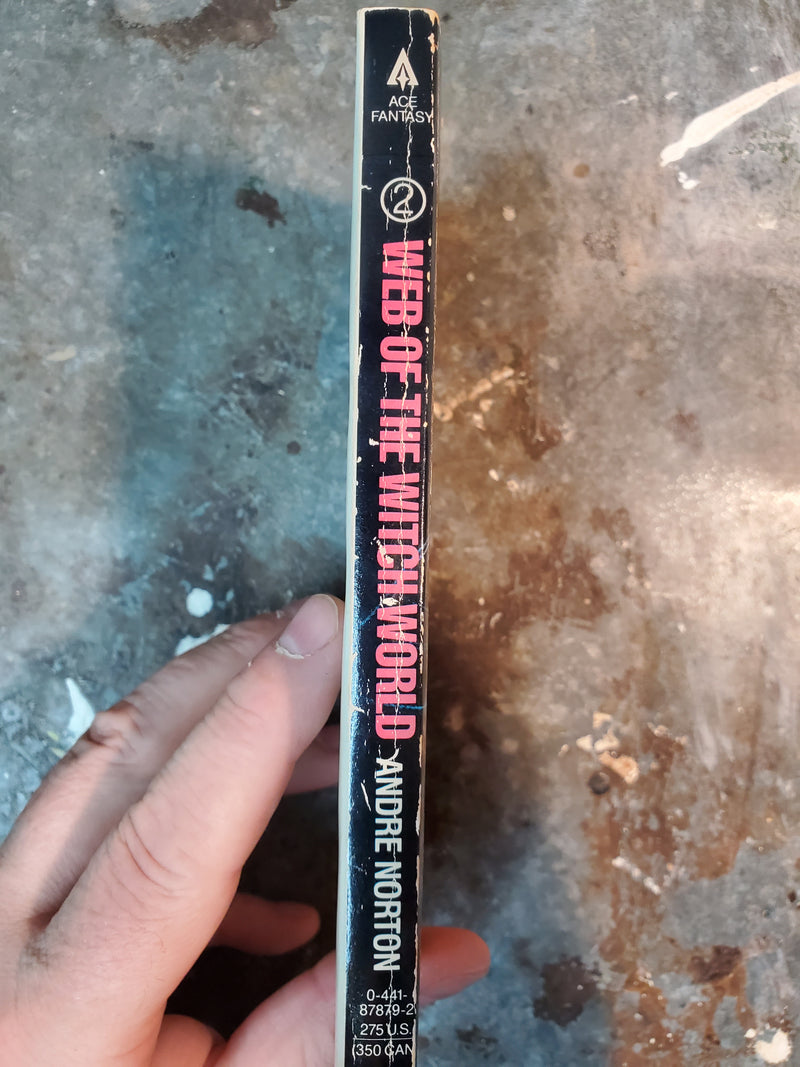 ACE
FANTASY
2
WEB OF THE WITCH WORLD
ANDRE NORTON
0-441-
87879-2
275 U.S.
(350 CAN